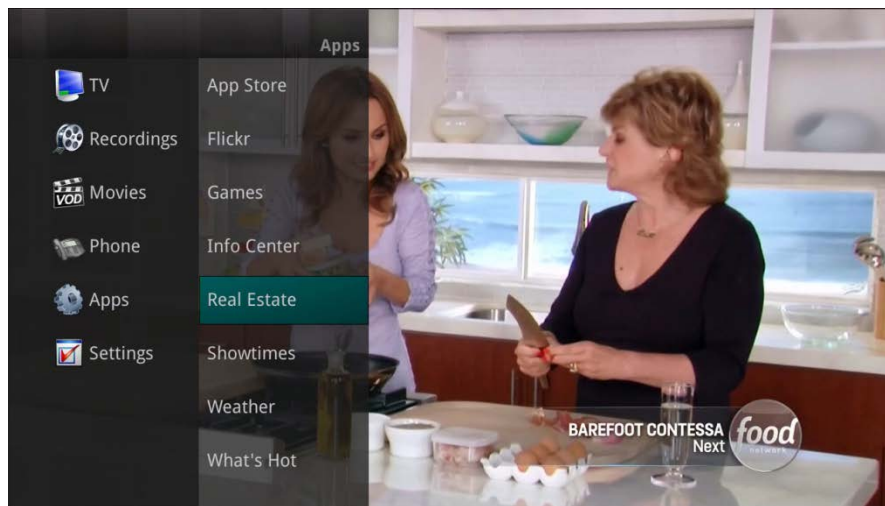 Apps
TV
Recordings
VOD
Movies
Phone
Apps
Settings
App Store
Flickr
Games
Info Center
Real Estate
Showtimes
Weather
What's Hot
BAREFOOT CONTESSA
Next
food
network